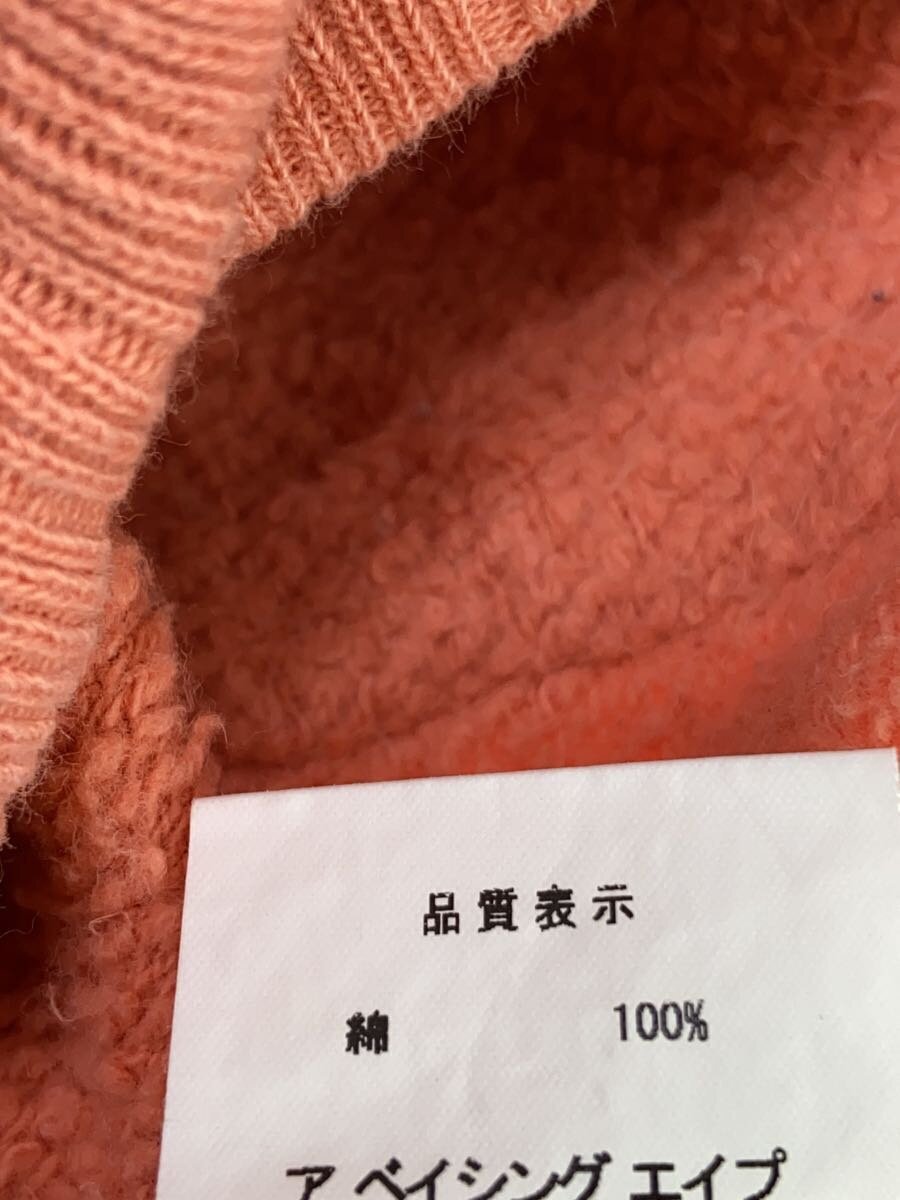 品質表示
綿 100%
ア ベイシング エイプ